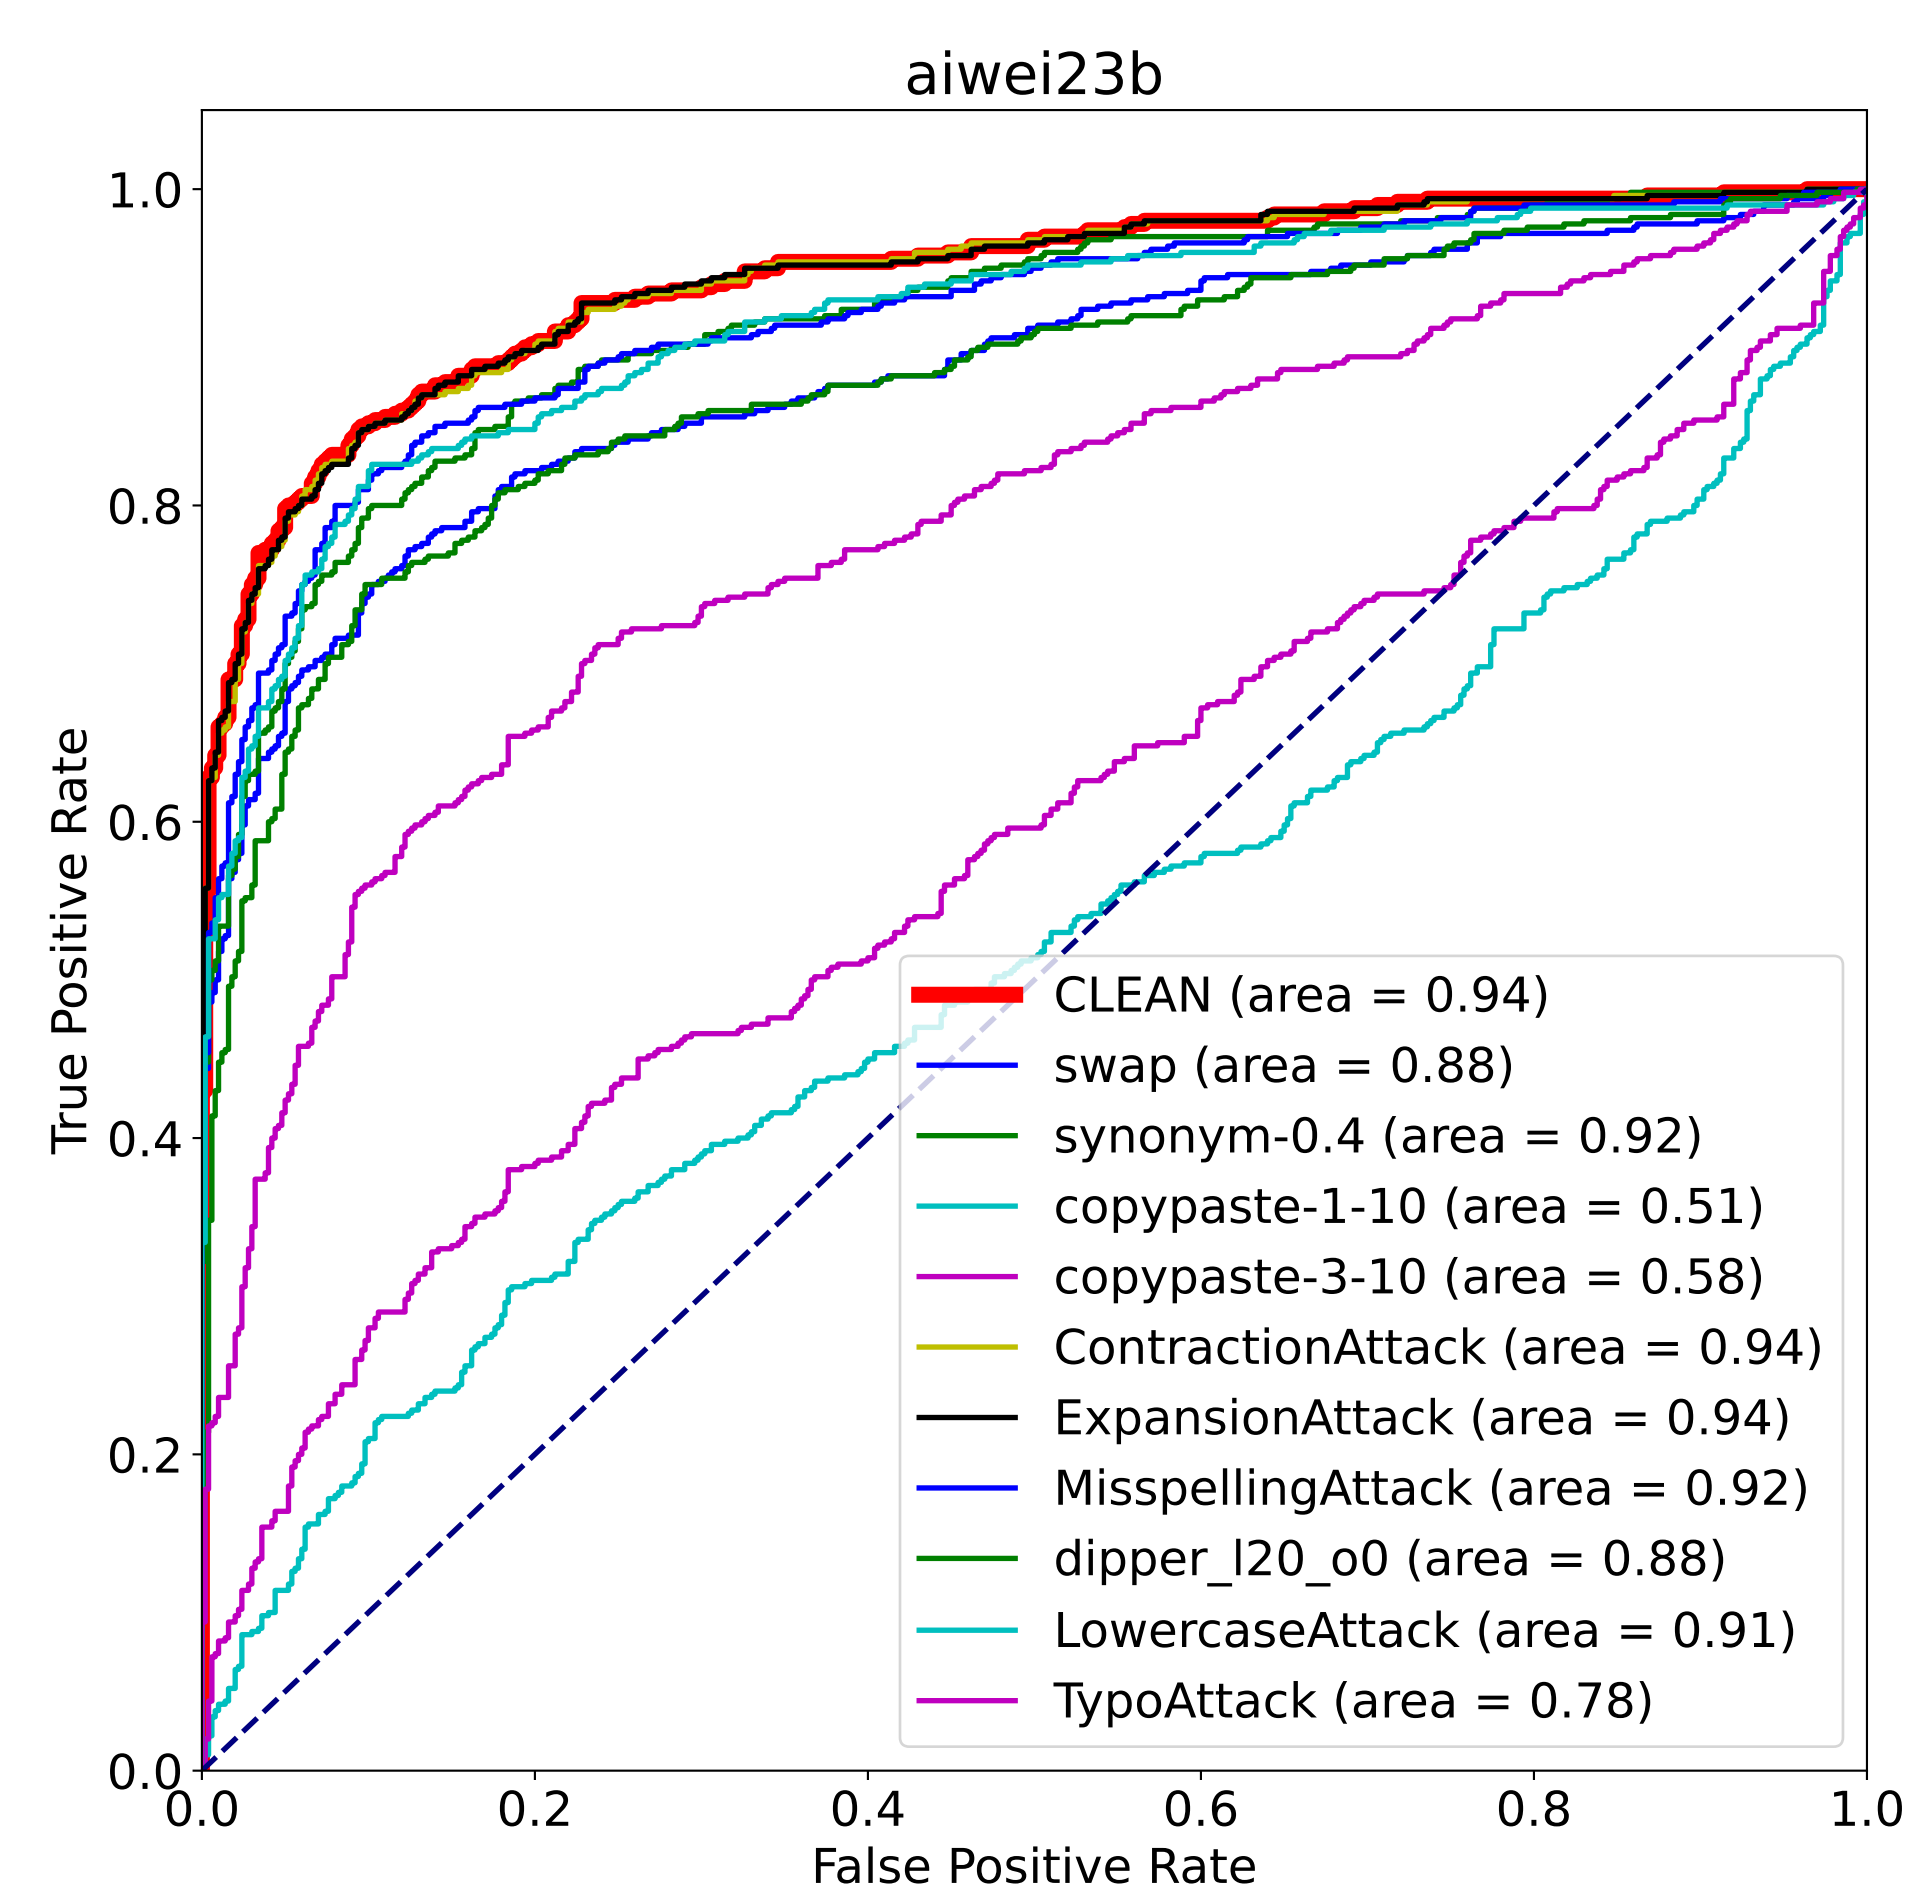 aiwei23b
True Positive Rate
1.0
0.8
0.6
0.4
0.2
0.0
CLEAN (area = 0.94)
swap (area = 0.88)
synonym-0.4 (area = 0.92)
copypaste-1-10 (area = 0.51)
copypaste-3-10 (area = 0.58)
ContractionAttack (area = 0.94)
ExpansionAttack (area = 0.94)
MisspellingAttack (area = 0.92)
dipper_l20_o0 (area = 0.88)
LowercaseAttack (area = 0.91)
TypoAttack (area = 0.78)
0.0 0.2 0.4 0.6 0.8 1.0
False Positive Rate